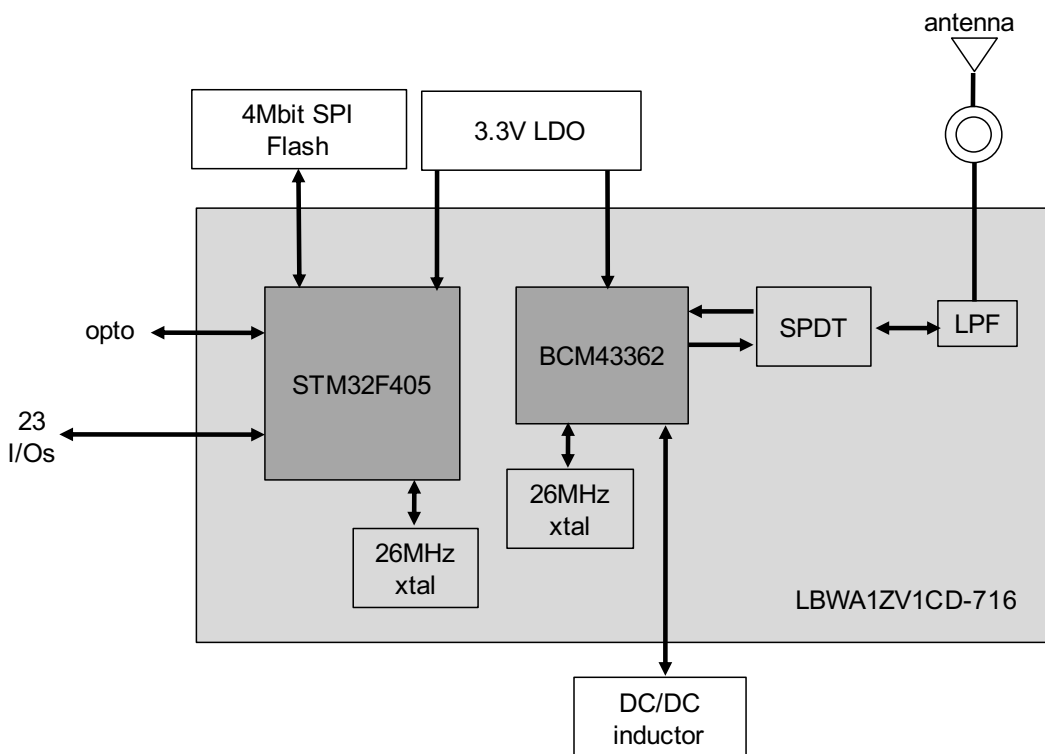 antenna
4Mbit SPI
Flash
3.3V LDO
opto
STM32F405
BCM43362
SPDT
LPF
23
I/Os
26MHz
xtal
26MHz
xtal
LBWA1ZV1CD-716
DC/DC
inductor